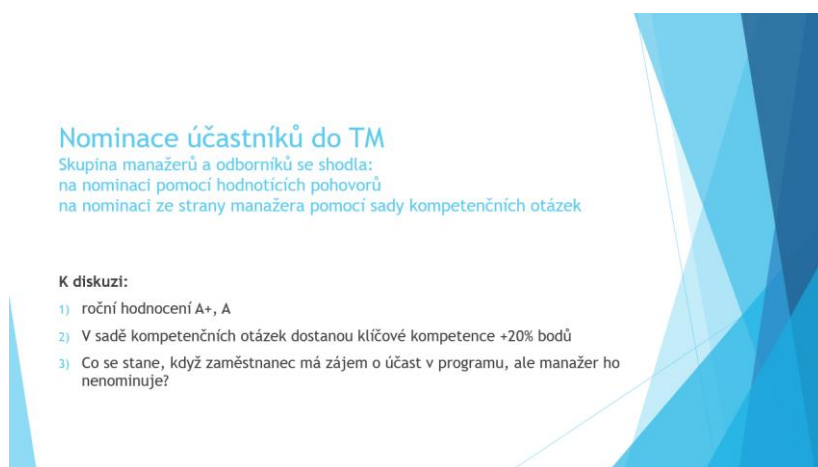 Nominace účastníků do TM
Skupina manažerů a odborníků se shodla:
na nominaci pomocí hodnotících pohovorů
na nominaci ze strany manažera pomocí sady kompetenčních otázek
K diskuzi:
1) roční hodnocení A+, A
2) V sadě kompetenčních otázek dostanou klíčové kompetence +20% bodů
3) Co se stane, když zaměstnanec má zájem o účast v programu, ale manažer ho
nenominuje?